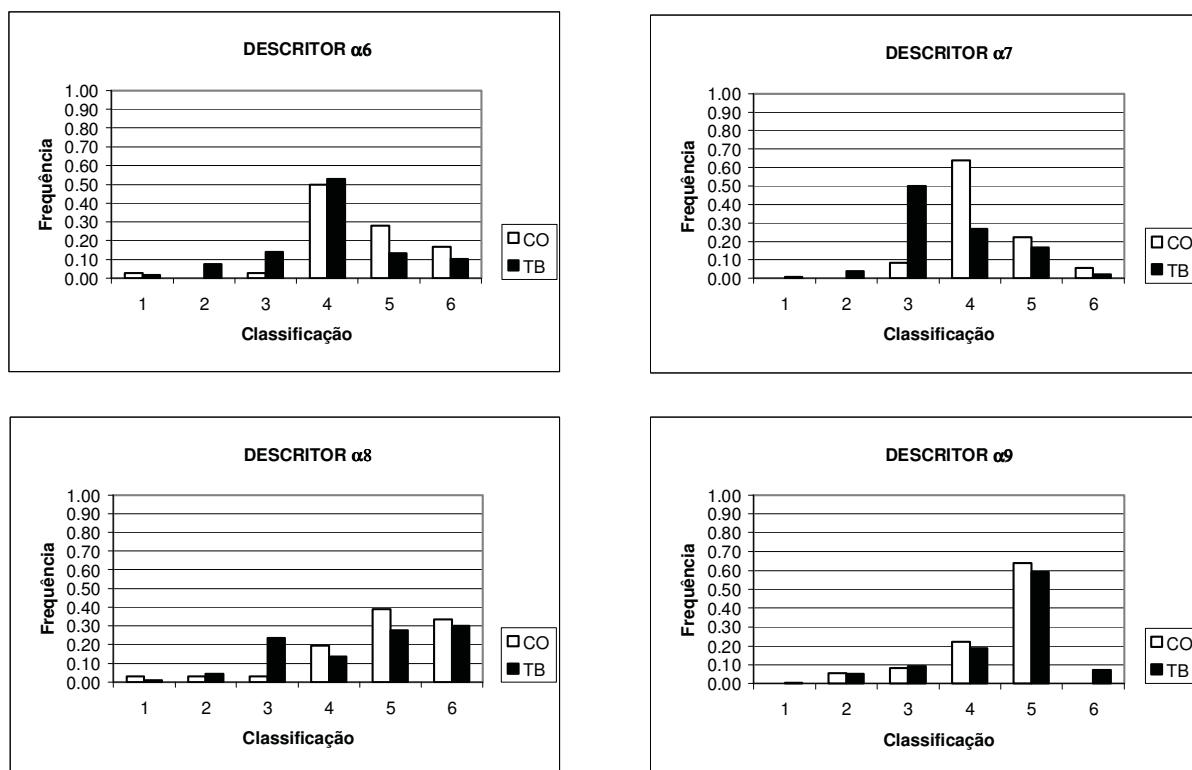 DESCRITOR α6
1.00
0.90
0.80
0.70
0.60
0.50
0.40
0.30
0.20
0.10
0.00
Frequência
1 2 3 4 5 6
Classificação
CO
TB
DESCRITOR α7
1.00
0.90
0.80
0.70
0.60
0.50
0.40
0.30
0.20
0.10
0.00
Frequência
1 2 3 4 5 6
Classificação
CO
TB
DESCRITOR α8
1.00
0.90
0.80
0.70
0.60
0.50
0.40
0.30
0.20
0.10
0.00
Frequência
1 2 3 4 5 6
Classificação
CO
TB
DESCRITOR α9
1.00
0.90
0.80
0.70
0.60
0.50
0.40
0.30
0.20
0.10
0.00
Frequência
1 2 3 4 5 6
Classificação
CO
TB